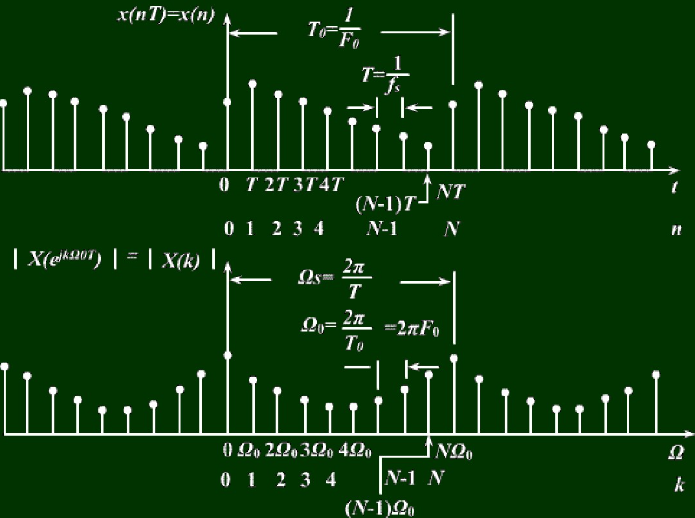 x(nT)=x(n)
T₀=1/F₀
T=1/fₛ
0 T 2T 3T 4T
(N-1)T
NT
t
0 1 2 3 4 N-1 N n
| X(e^{jkΩ0T}) | = | X(k) |
Ωs=2π/T
Ω₀=2π/T₀=2πF₀
0 Ω₀ 2Ω₀ 3Ω₀ 4Ω₀ NΩ₀ Ω
0 1 2 3 4 N-1 N k
(N-1)Ω₀